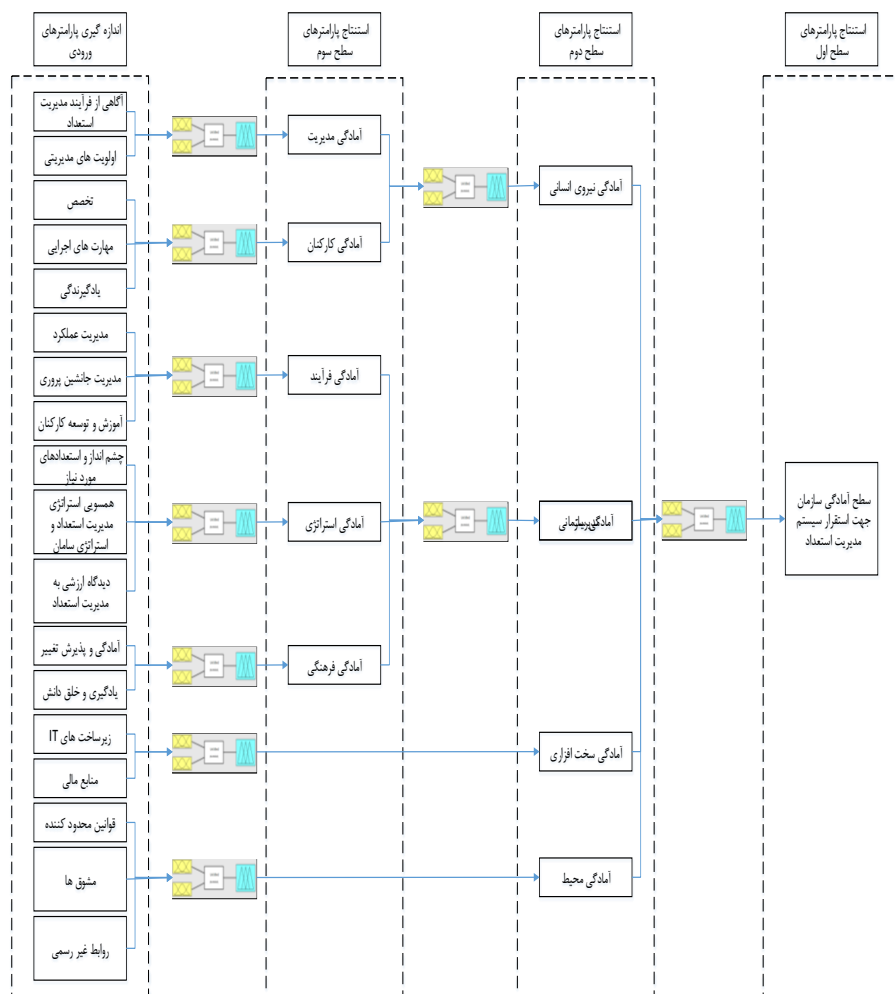 اندازه گیری پارامترهای
ورودی
استنتاج پارامترهای
سطح سوم
استنتاج پارامترهای
سطح دوم
استنتاج پارامترهای
سطح اول
آگاهی از فرآیند مدیریت
استعداد
اولویت های مدیریتی
تخصص
مهارت های اجرایی
یادگیرندگی
مدیریت عملکرد
مدیریت جانشین پروری
آموزش و توسعه کارکنان
چشم انداز و استعدادهای
مورد نیاز
همسویی استراتژی
مدیریت استعداد و
استراتژی سامان
دیدگاه ارزشی به
مدیریت استعداد
آمادگی و پذیرش تغییر
یادگیری و خلق دانش
زیرساخت های IT
منابع مالی
قوانین محدود کننده
مشوق ها
روابط غیر رسمی
آمادگی مدیریت
آمادگی کارکنان
آمادگی فرآیند
آمادگی استراتژی
آمادگی فرهنگی
آمادگی نیروی انسانی
آمادگی سخت افزاری
آمادگی محیط
سطح آمادگی سازمان
جهت استقرار سیستم
مدیریت استعداد